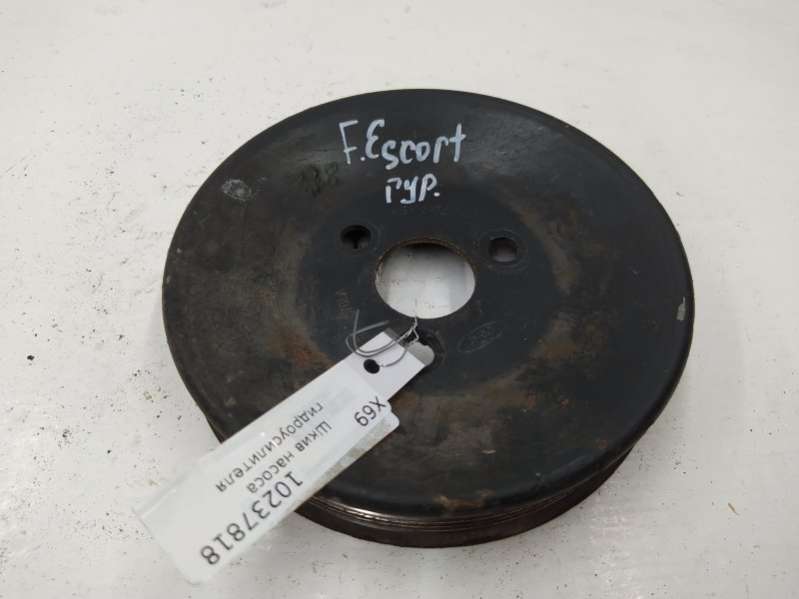 F.Escort
гур.
X69
Шкив насоса
гидроусилителя
10237818